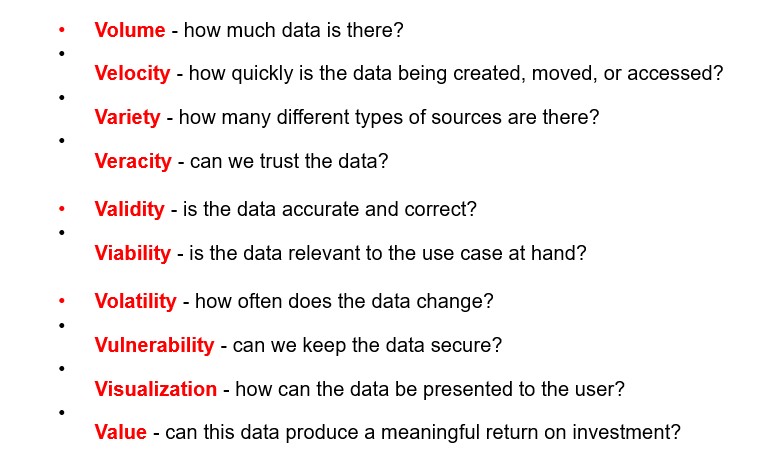 • Volume - how much data is there?
•
Velocity - how quickly is the data being created, moved, or accessed?
•
Variety - how many different types of sources are there?
•
Veracity - can we trust the data?
• Validity - is the data accurate and correct?
•
Viability - is the data relevant to the use case at hand?
• Volatility - how often does the data change?
•
Vulnerability - can we keep the data secure?
•
Visualization - how can the data be presented to the user?
•
Value - can this data produce a meaningful return on investment?